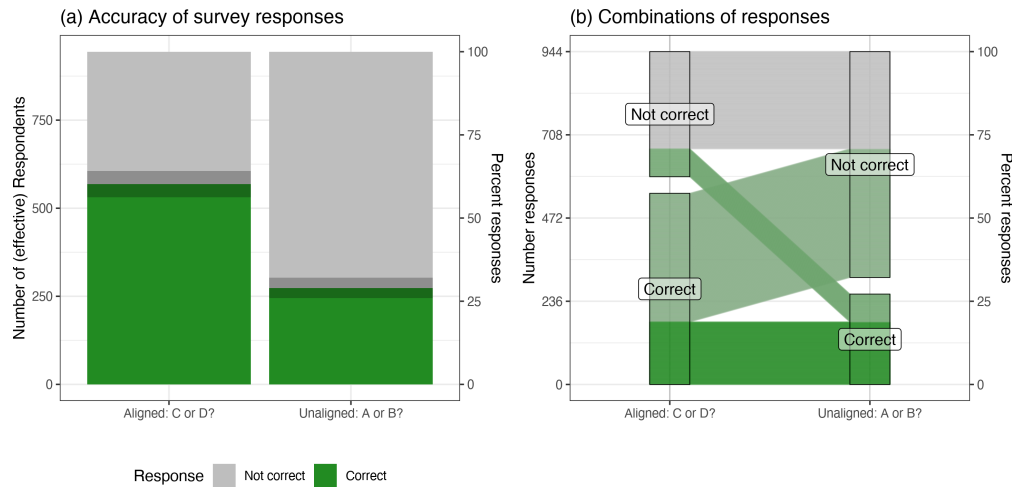 (a) Accuracy of survey responses
Number of (effective) Respondents
750
500
250
0
100
75
50
25
0
Percent responses
Aligned: C or D?
Unaligned: A or B?
Response
Not correct
Correct
(b) Combinations of responses
Number responses
944
708
472
236
0
Not correct
Correct
Not correct
Correct
100
75
50
25
0
Percent responses
Aligned: C or D?
Unaligned: A or B?